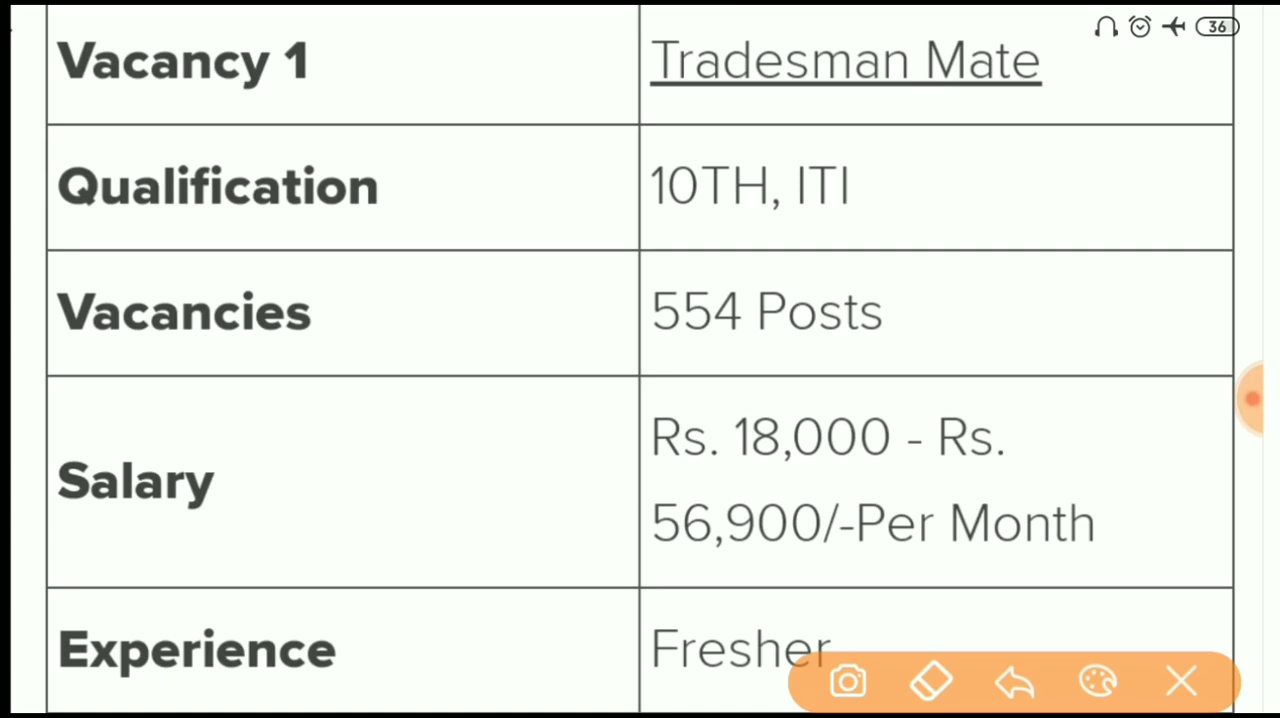 36
Vacancy 1 Tradesman Mate
Qualification 10TH, ITI
Vacancies 554 Posts
Salary Rs. 18,000 - Rs.
56,900/-Per Month
Experience Fresher